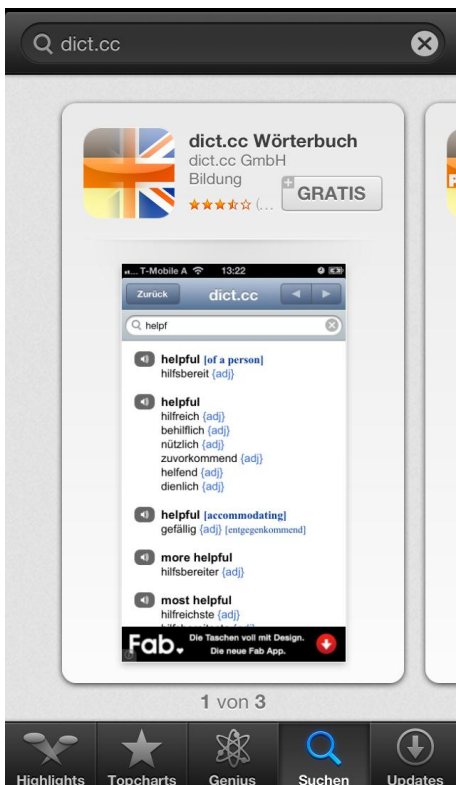 dict.cc
dict.cc Wörterbuch
dict.cc GmbH
Bildung
(...
GRATIS
T-Mobile A 13:22
Zurück dict.cc
helpf
helpful [of a person]
hilfsbereit {adj}
helpful
hilfreich {adj}
behilflich {adj}
nützlich {adj}
zuvorkommend {adj}
helfend {adj}
dienlich {adj}
helpful [accommodating]
gefällig {adj} [entgegenkommend]
more helpful
hilfsbereiter {adj}
most helpful
hilfreichste {adj}
Fab.
Die Taschen voll mit Design.
Die neue Fab App.
1 von 3
Highlights Topcharts Genius Suchen Updates